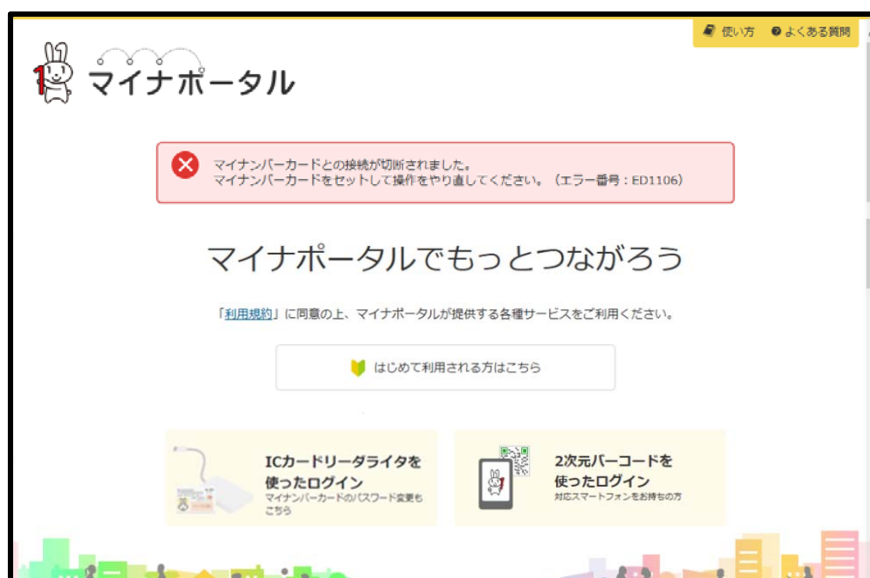 使い方 よくある質問
マイナポータル
マイナンバーカードとの接続が切断されました。
マイナンバーカードをセットして操作をやり直してください。（エラー番号：ED1106）
マイナポータルでもっとつながろう
「利用規約」に同意の上、マイナポータルが提供する各種サービスをご利用ください。
はじめて利用される方はこちら
ICカードリーダライタを
使ったログイン
マイナンバーカードのパスワード変更も
こちら
2次元バーコードを
使ったログイン
対応スマートフォンをお持ちの方